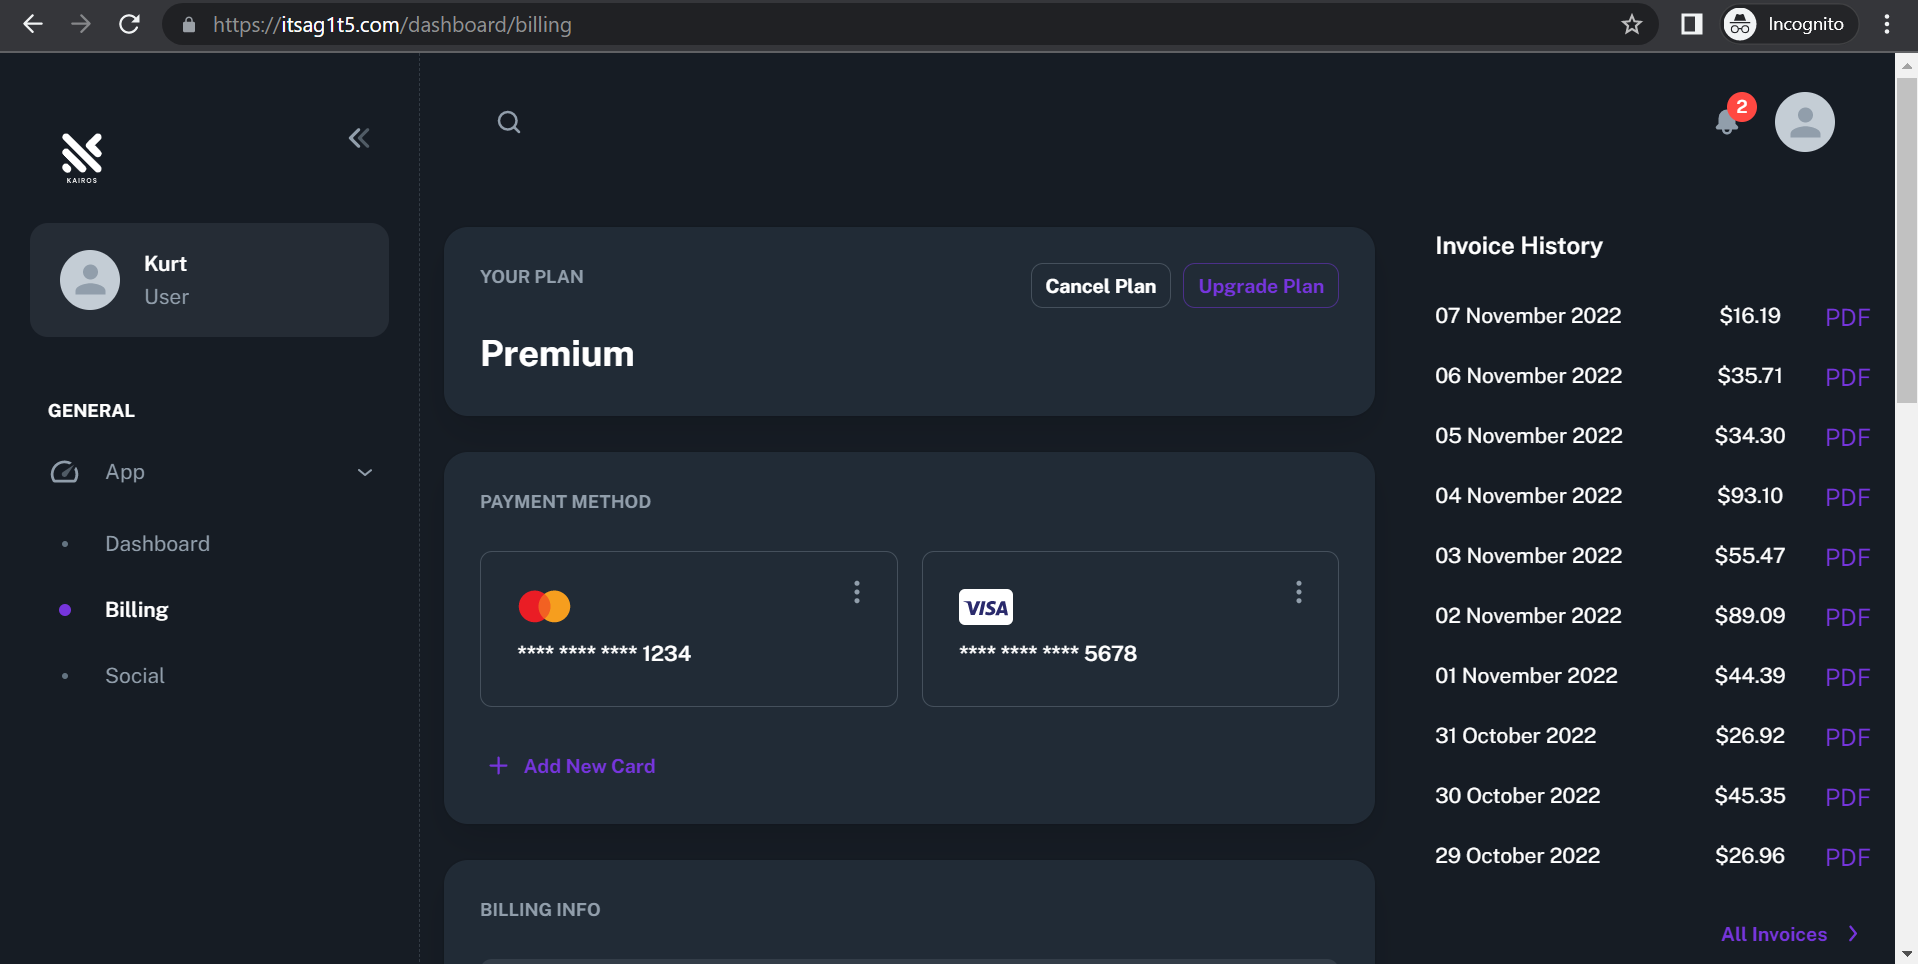 https://itsag1t5.com/dashboard/billing
Incognito
2
KAIROS
Kurt
User
GENERAL
App
Dashboard
Billing
Social
YOUR PLAN
Cancel Plan
Upgrade Plan
Premium
PAYMENT METHOD
VISA
**** **** **** 1234
**** **** **** 5678
Add New Card
BILLING INFO
Invoice History
07 November 2022 $16.19 PDF
06 November 2022 $35.71 PDF
05 November 2022 $34.30 PDF
04 November 2022 $93.10 PDF
03 November 2022 $55.47 PDF
02 November 2022 $89.09 PDF
01 November 2022 $44.39 PDF
31 October 2022 $26.92 PDF
30 October 2022 $45.35 PDF
29 October 2022 $26.96 PDF
All Invoices